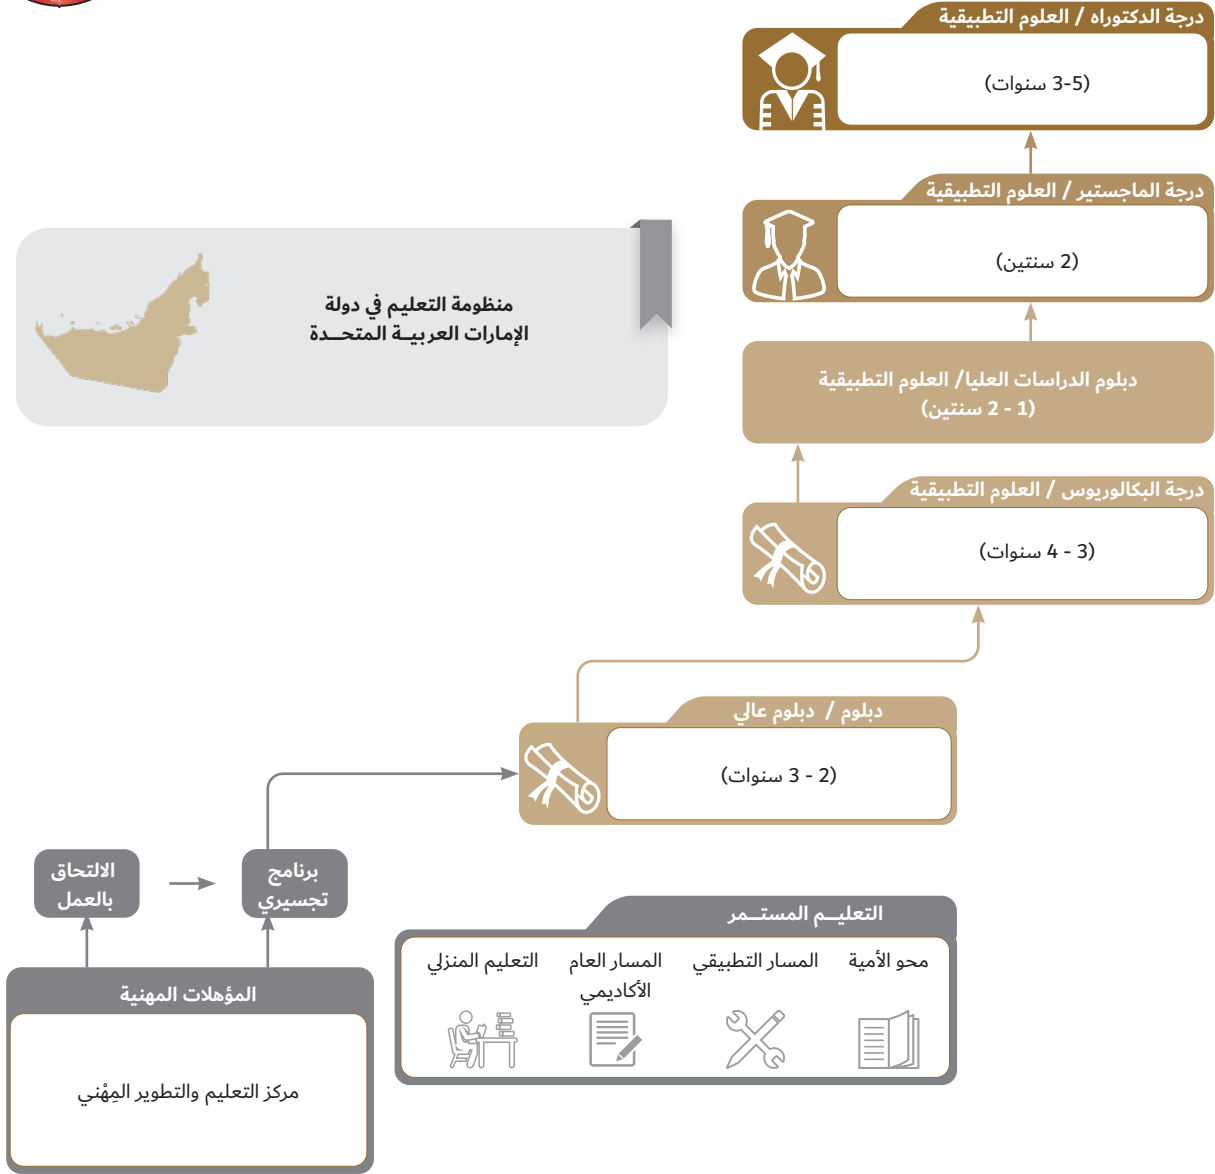 درجة الدكتوراه / العلوم التطبيقية
(3-5 سنوات)
درجة الماجستير / العلوم التطبيقية
(2 سنتين)
منظومة التعليم في دولة
الإمارات العربيــة المتحــدة
دبلوم الدراسات العليا/ العلوم التطبيقية
(1 - 2 سنتين)
درجة البكالوريوس / العلوم التطبيقية
(3 - 4 سنوات)
دبلوم / دبلوم عالي
(2 - 3 سنوات)
برنامج
تجسيري
الالتحاق
بالعمل
التعليــم المستــمر
محو الأمية
المسار التطبيقي
المسار العام
الأكاديمي
التعليم المنزلي
المؤهلات المهنية
مركز التعليم والتطوير المِهْني